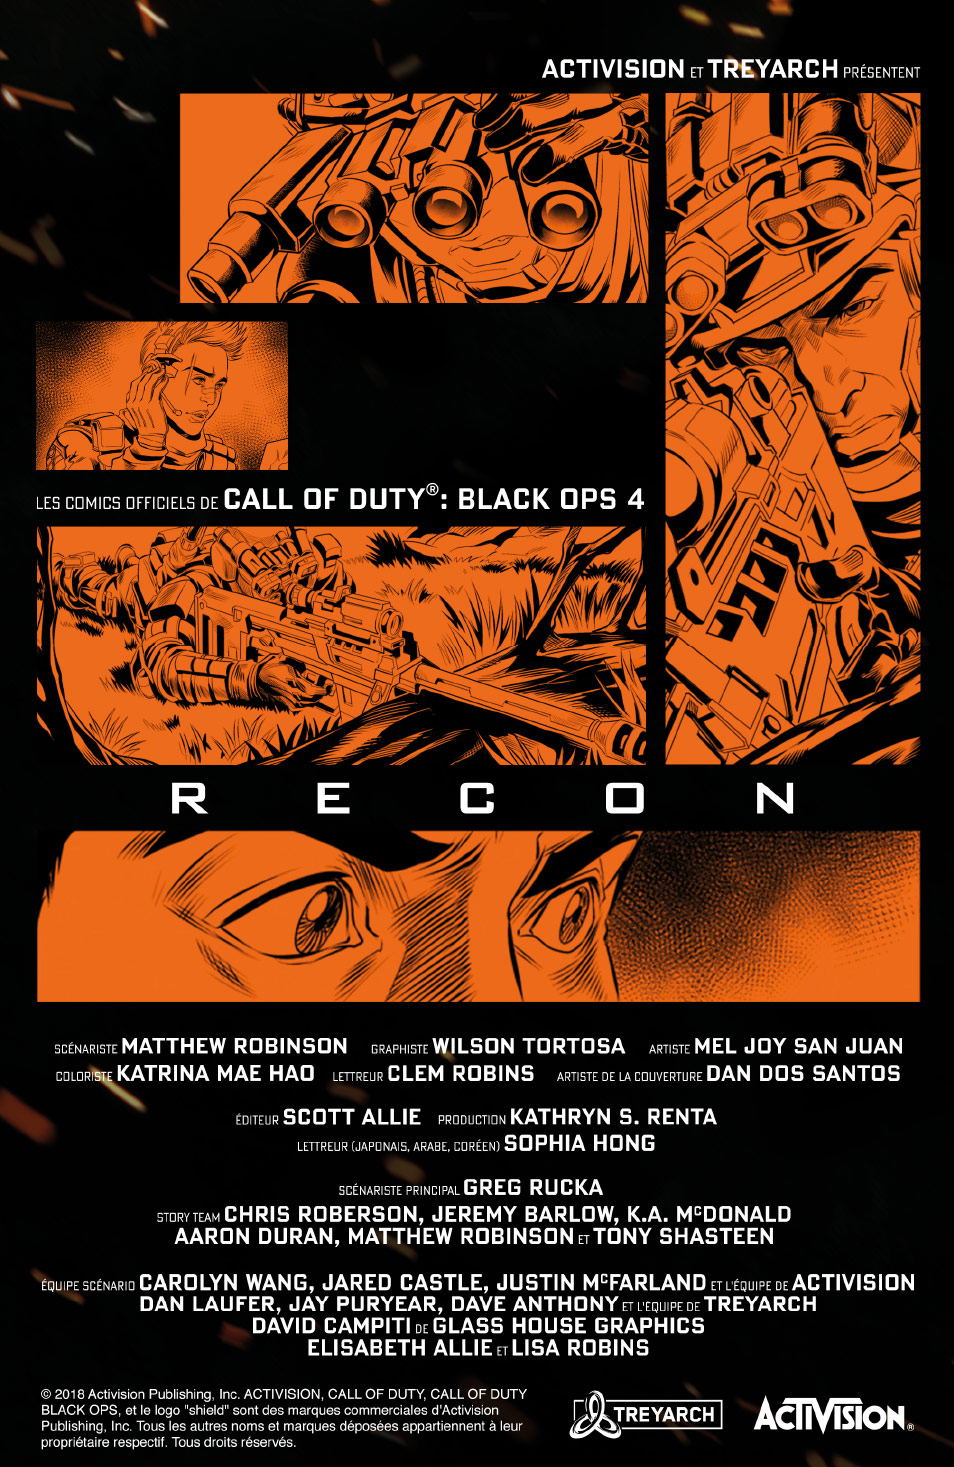 ACTIVISION ET TREYARCH PRÉSENTENT
LES COMICS OFFICIELS DE CALL OF DUTY®: BLACK OPS 4
RECON
SCÉNARISTE MATTHEW ROBINSON GRAPHISTE WILSON TORTOSA ARTISTE MEL JOY SAN JUAN
COLORISTE KATRINA MAE HAO LETTREUR CLEM ROBINS ARTISTE DE LA COUVERTURE DAN DOS SANTOS
ÉDITEUR SCOTT ALLIE PRODUCTION KATHRYN S. RENTA
LETTREUR (JAPONAIS, ARABE, CORÉEN) SOPHIA HONG
SCÉNARISTE PRINCIPAL GREG RUCKA
STORY TEAM CHRIS ROBERSON, JEREMY BARLOW, K.A. McDONALD
AARON DURAN, MATTHEW ROBINSON ET TONY SHASTEEN
ÉQUIPE SCÉNARIO CAROLYN WANG, JARED CASTLE, JUSTIN McFARLAND ET L'ÉQUIPE DE ACTIVISION
DAN LAUFER, JAY PURYEAR, DAVE ANTHONY ET L'ÉQUIPE DE TREYARCH
DAVID CAMPITI DE GLASS HOUSE GRAPHICS
ELISABETH ALLIE ET LISA ROBINS
© 2018 Activision Publishing, Inc. ACTIVISION, CALL OF DUTY, CALL OF DUTY
BLACK OPS, et le logo "shield" sont des marques commerciales d'Activision
Publishing, Inc. Tous les autres noms et marques déposées appartiennent à leur
propriétaire respectif. Tous droits réservés.
TREYARCH
ACTIVISION®